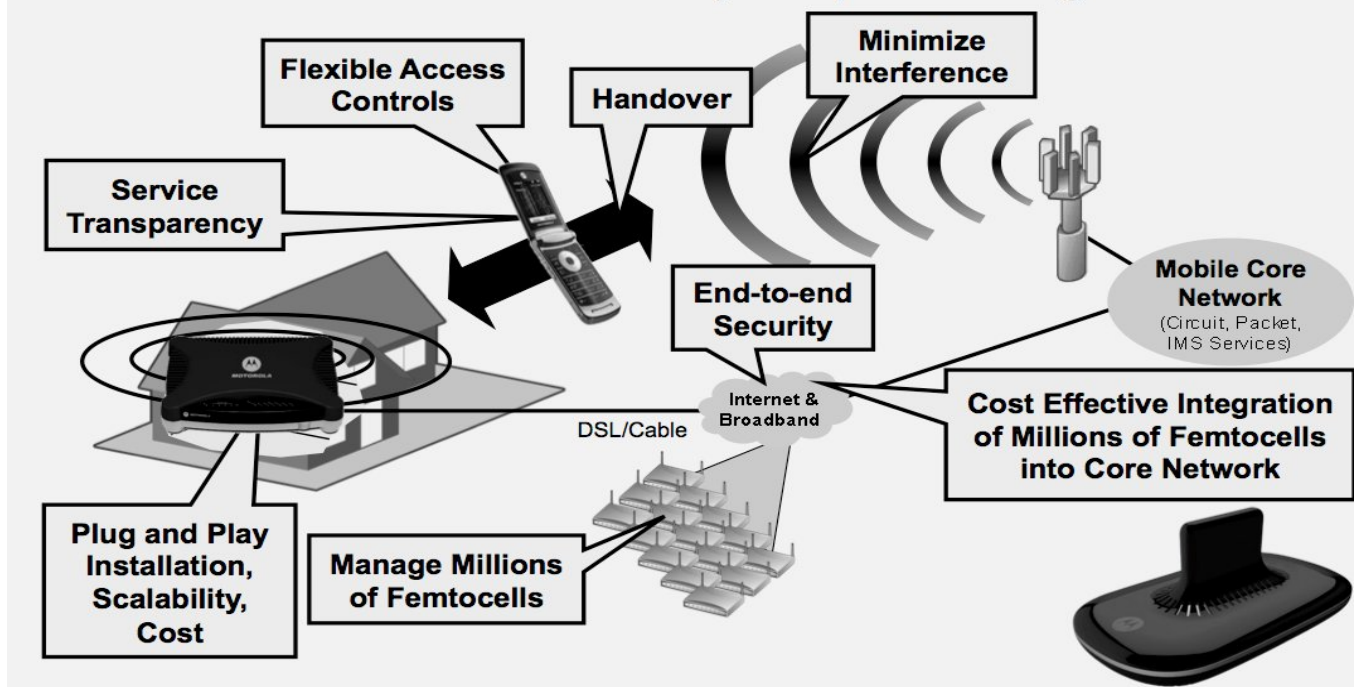 Minimize
Interference
Flexible Access
Controls
Handover
Service
Transparency
Mobile Core
Network
(Circuit, Packet,
IMS Services)
End-to-end
Security
MOTOROLA
Internet &
Broadband
DSL/Cable
Cost Effective Integration
of Millions of Femtocells
into Core Network
Plug and Play
Installation,
Scalability,
Cost
Manage Millions
of Femtocells